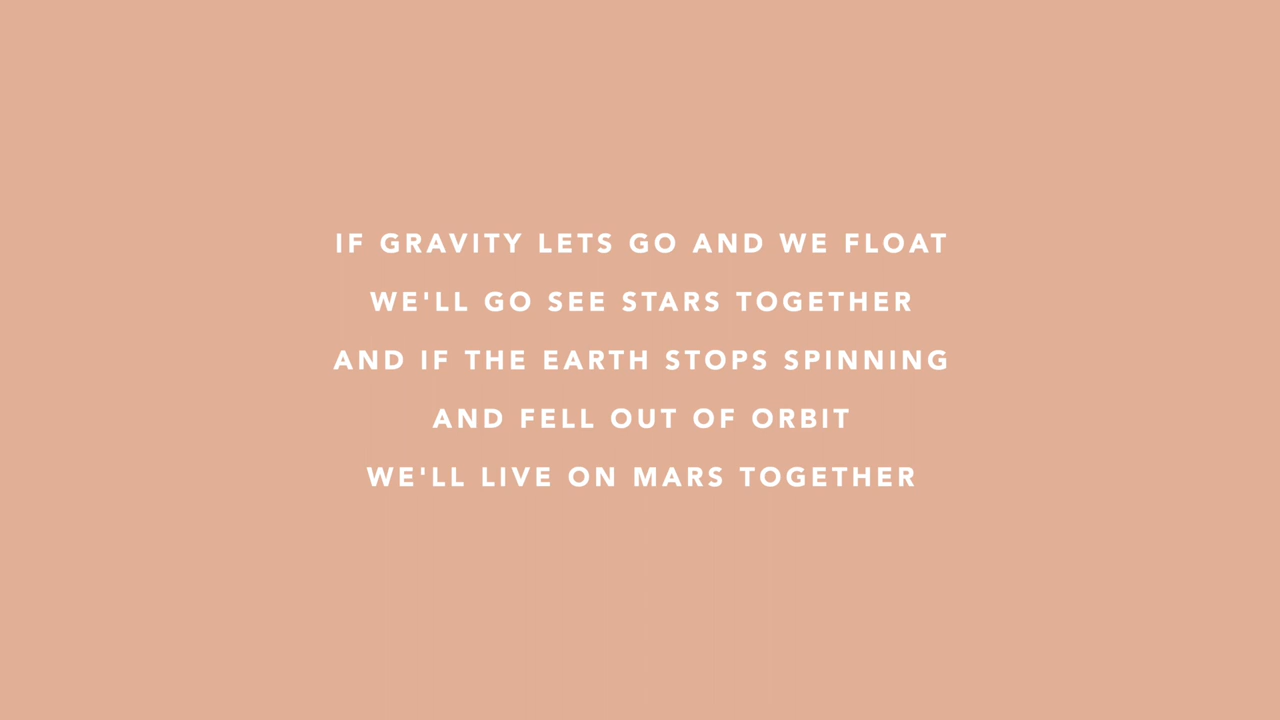 IF GRAVITY LETS GO AND WE FLOAT
WE'LL GO SEE STARS TOGETHER
AND IF THE EARTH STOPS SPINNING
AND FELL OUT OF ORBIT
WE'LL LIVE ON MARS TOGETHER